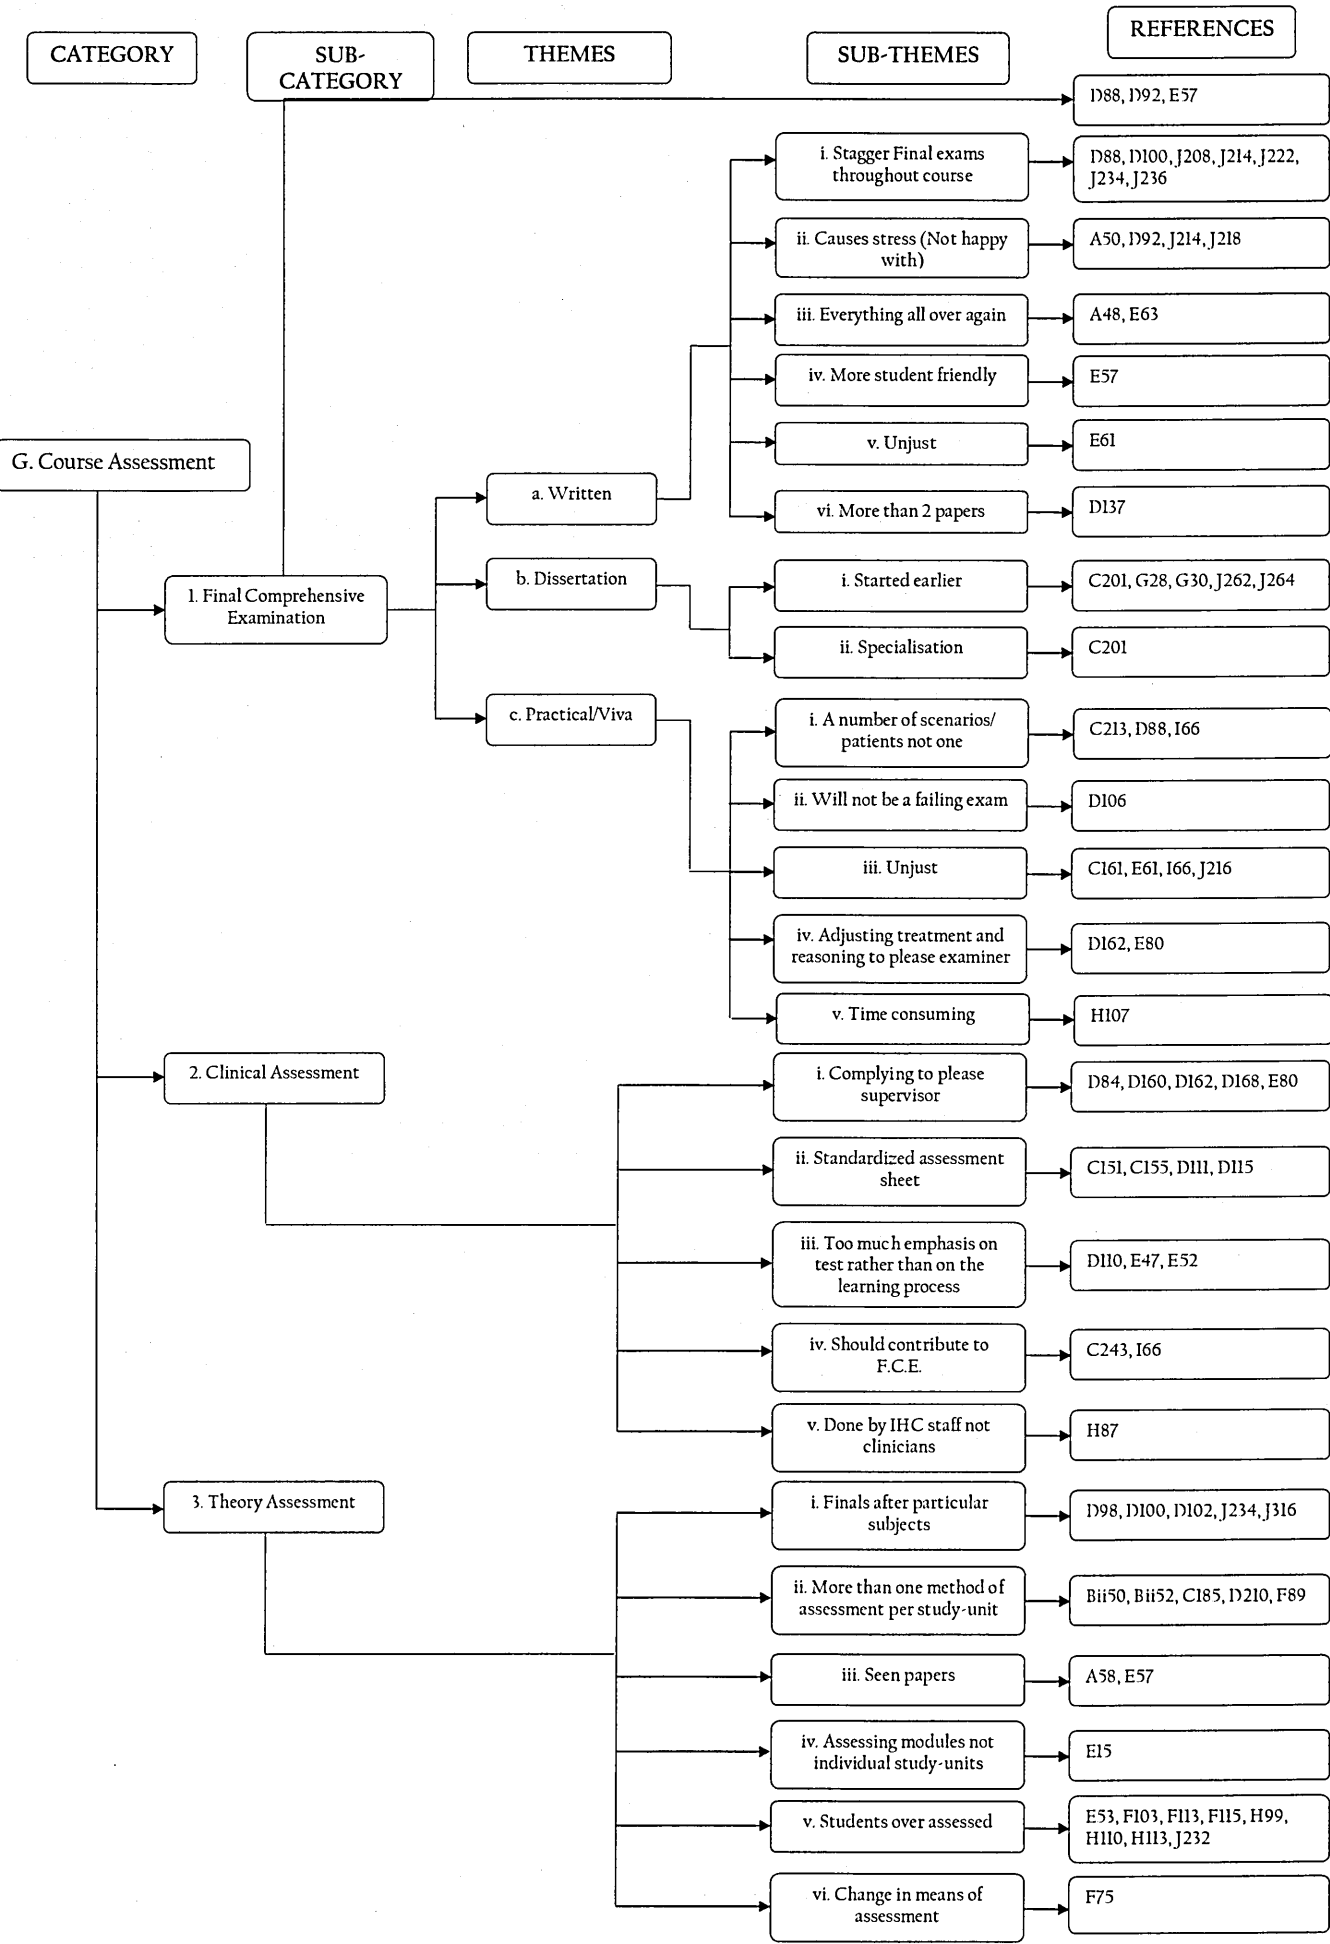 CATEGORY
SUB-
CATEGORY
THEMES
SUB-THEMES
REFERENCES
D88, D92, E57
i. Stagger Final exams
throughout course
D88, D100, J208, J214, J222,
J234, J236
ii. Causes stress (Not happy
with)
A50, D92, J214, J218
iii. Everything all over again
A48, E63
iv. More student friendly
E57
G. Course Assessment
v. Unjust
E61
a. Written
vi. More than 2 papers
D137
1. Final Comprehensive
Examination
b. Dissertation
i. Started earlier
C201, G28, G30, J262, J264
ii. Specialisation
C201
c. Practical/Viva
i. A number of scenarios/
patients not one
C213, D88, I66
ii. Will not be a failing exam
D106
iii. Unjust
C161, E61, I66, J216
iv. Adjusting treatment and
reasoning to please examiner
D162, E80
v. Time consuming
H107
2. Clinical Assessment
i. Complying to please
supervisor
D84, D160, D162, D168, E80
ii. Standardized assessment
sheet
C151, C155, D111, D115
iii. Too much emphasis on
test rather than on the
learning process
D110, E47, E52
iv. Should contribute to
F.C.E.
C243, I66
v. Done by IHC staff not
clinicians
H87
3. Theory Assessment
i. Finals after particular
subjects
D98, D100, D102, J234, J316
ii. More than one method of
assessment per study-unit
Bii50, Bii52, C185, D210, F89
iii. Seen papers
A58, E57
iv. Assessing modules not
individual study-units
E15
v. Students over assessed
E53, F103, F113, F115, H99,
H110, H113, J232
vi. Change in means of
assessment
F75